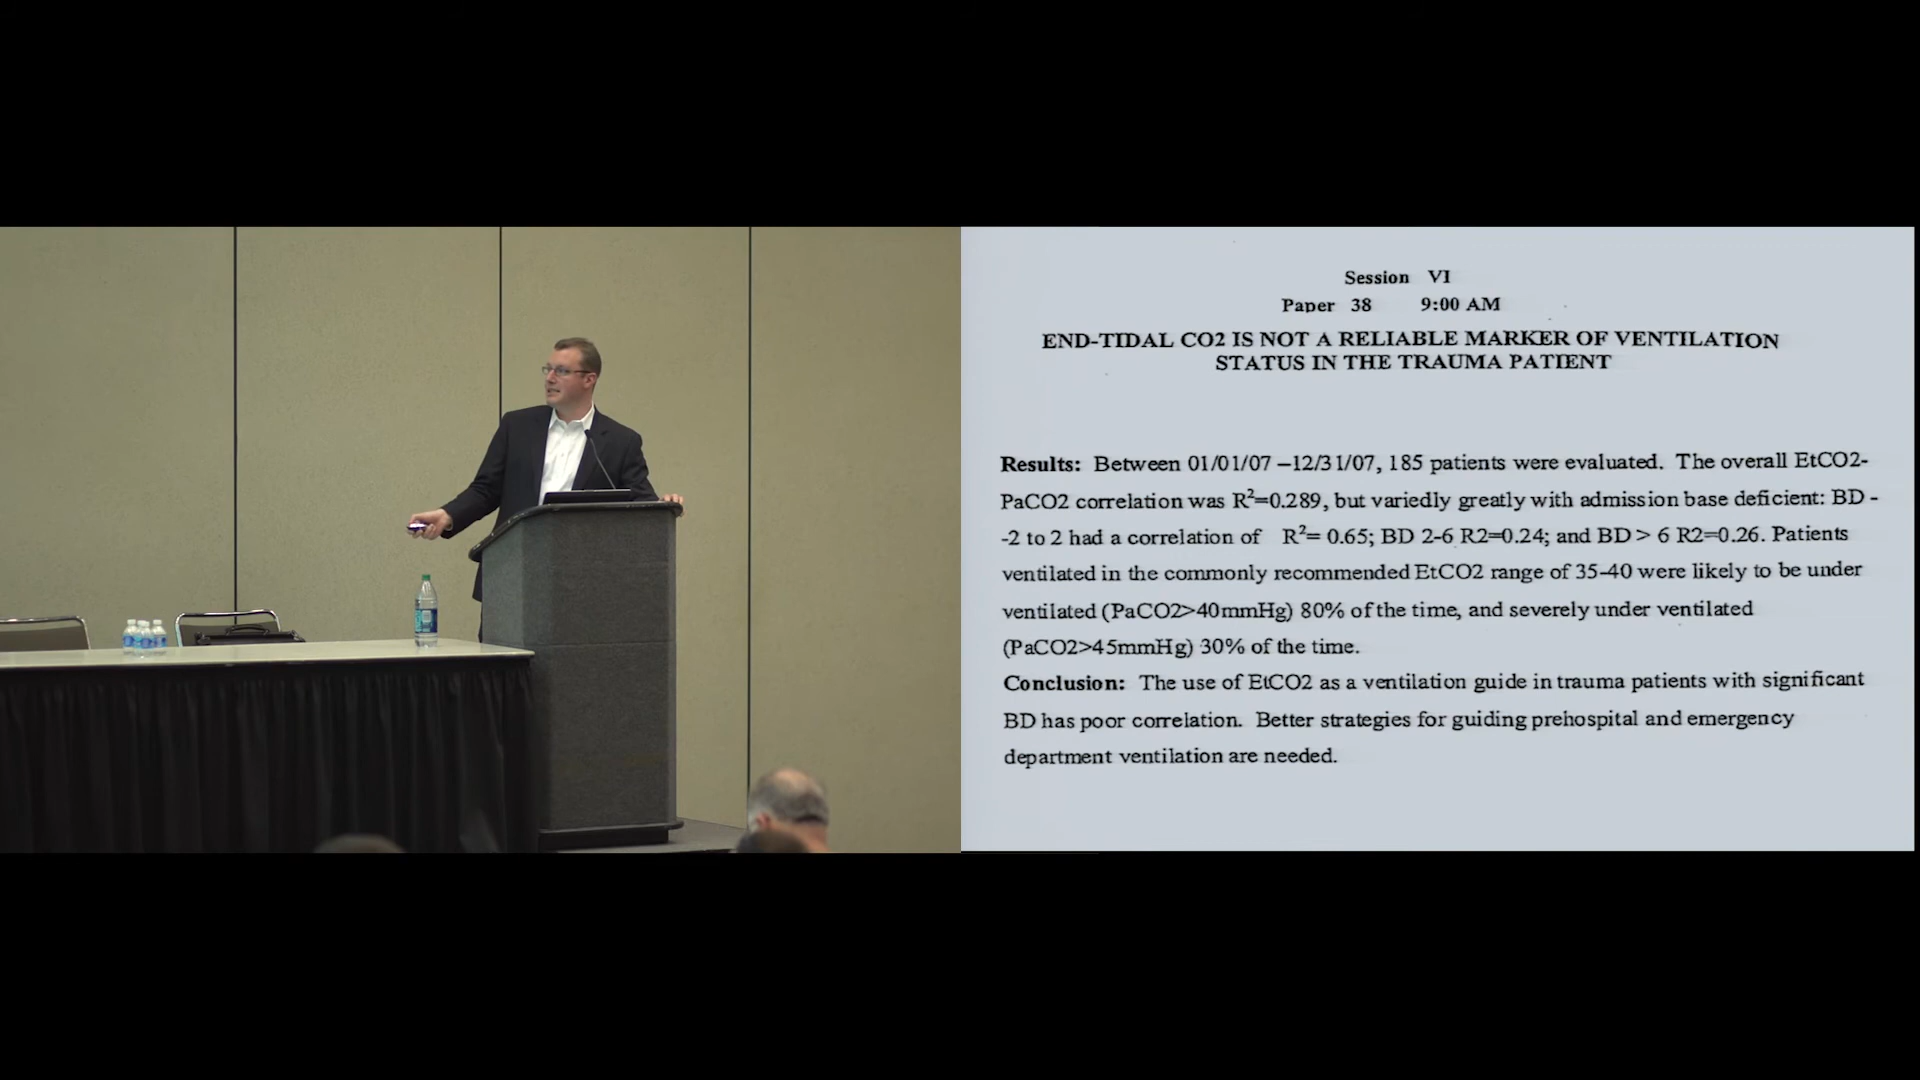 Session VI
Paper 38 9:00 AM
END-TIDAL CO2 IS NOT A RELIABLE MARKER OF VENTILATION
STATUS IN THE TRAUMA PATIENT
Results: Between 01/01/07 –12/31/07, 185 patients were evaluated. The overall EtCO2-
PaCO2 correlation was R²=0.289, but variedly greatly with admission base deficient: BD -
-2 to 2 had a correlation of R²= 0.65; BD 2-6 R2=0.24; and BD > 6 R2=0.26. Patients
ventilated in the commonly recommended EtCO2 range of 35-40 were likely to be under
ventilated (PaCO2>40mmHg) 80% of the time, and severely under ventilated
(PaCO2>45mmHg) 30% of the time.
Conclusion: The use of EtCO2 as a ventilation guide in trauma patients with significant
BD has poor correlation. Better strategies for guiding prehospital and emergency
department ventilation are needed.